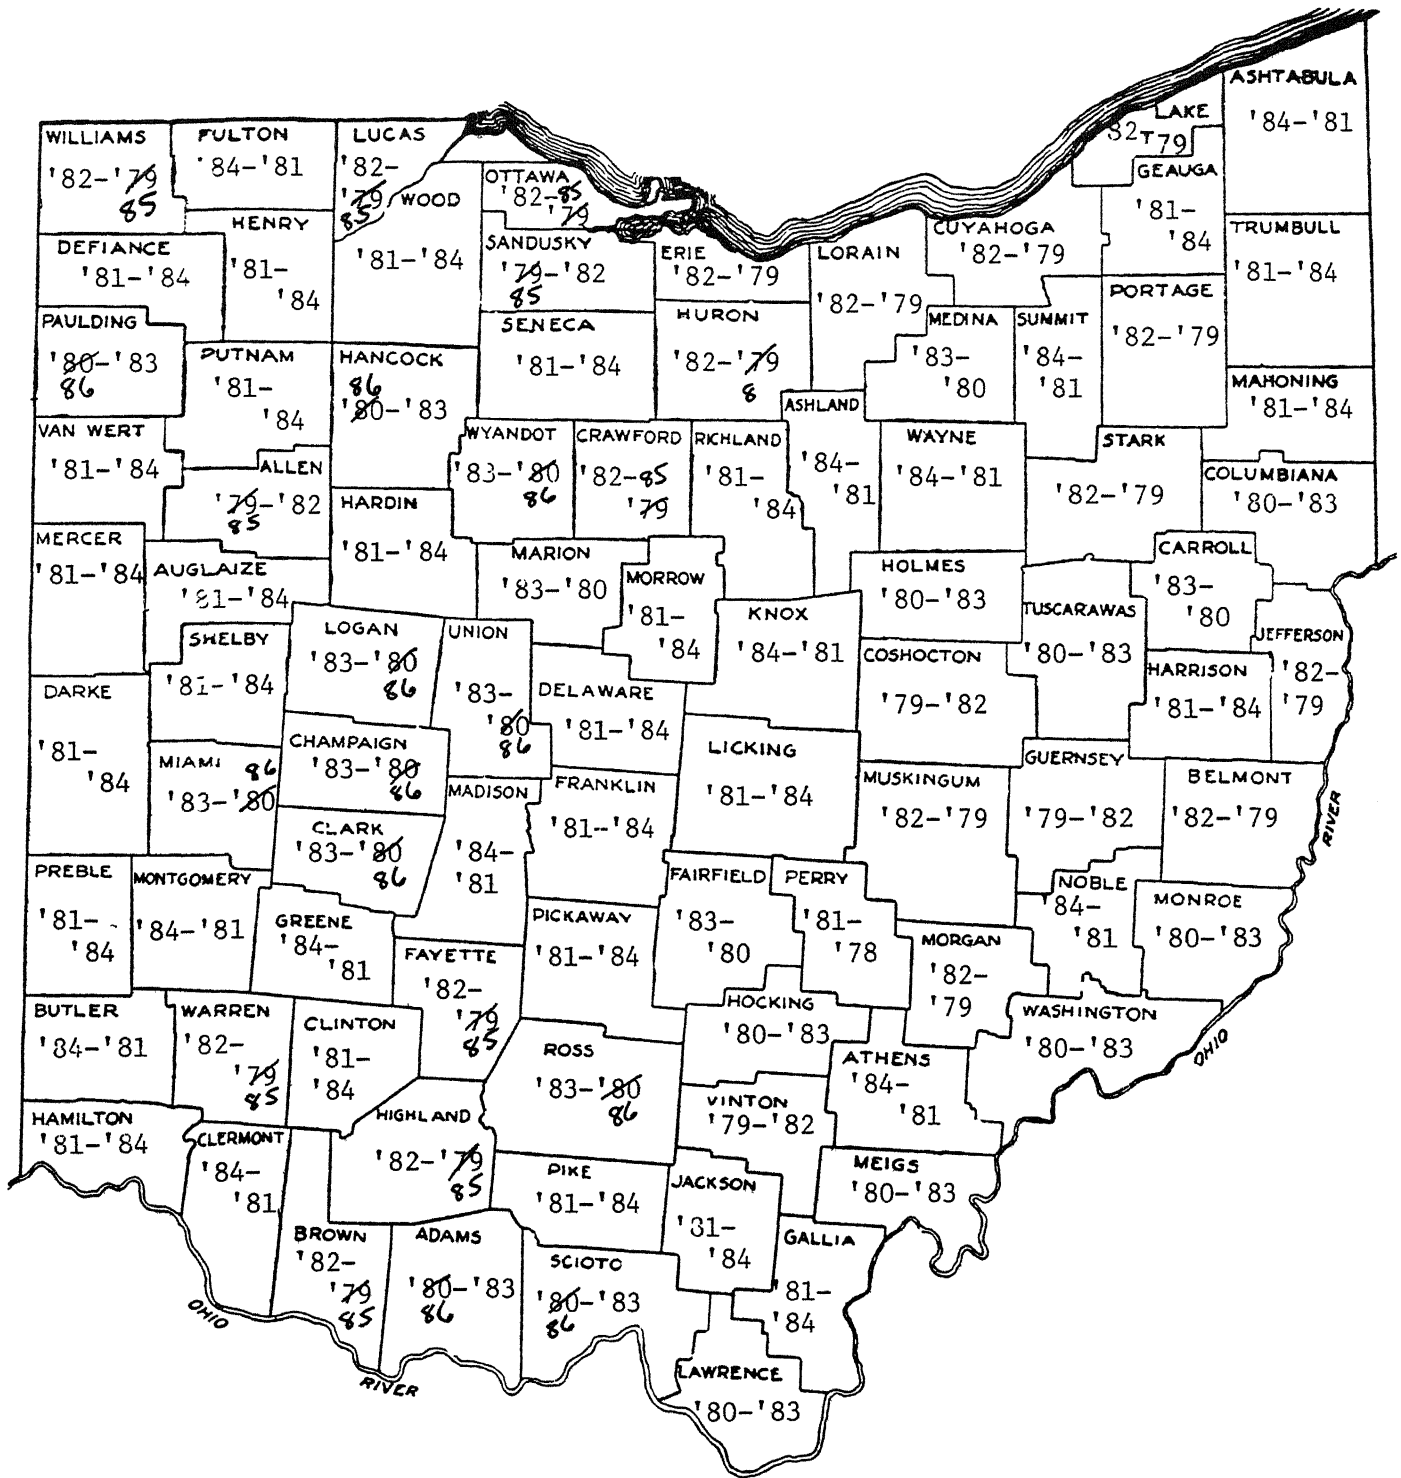 ASHTABULA
'84-'81
LAKE
82-'79
GEAUGA
'81-
'84
WILLIAMS
'82-'79
85
FULTON
'84-'81
LUCAS
'82-
'79
85
WOOD
'81-'84
OTTAWA
'82-85
'79
HENRY
'81-
'84
DEFIANCE
'81-'84
SANDUSKY
'79-'82
85
ERIE
'82-'79
LORAIN
'82-'79
CUYAHOGA
'82-'79
TRUMBULL
'81-'84
PAULDING
'80-'83
86
PUTNAM
'81-
'84
HANCOCK
86
'80-'83
SENECA
'81-'84
HURON
'82-'79
8
MEDINA
'83-
'80
SUMMIT
'84-
'81
PORTAGE
'82-'79
MAHONING
'81-'84
VAN WERT
'81-'84
ALLEN
'79-'82
85
HARDIN
'81-'84
WYANDOT
'83-'80
86
CRAWFORD
'82-85
'79
RICHLAND
'81-
'84
ASHLAND
'84-
'81
WAYNE
'84-'81
STARK
'82-'79
COLUMBIANA
'80-'83
MERCER
'81-'84
AUGLAIZE
'81-'84
MARION
'83-'80
MORROW
'81-
'84
KNOX
'84-'81
HOLMES
'80-'83
TUSCARAWAS
'80-'83
CARROLL
'83-
'80
JEFFERSON
'82-
'79
SHELBY
'81-'84
LOGAN
'83-'80
86
UNION
'83-
'80
86
DELAWARE
'81-'84
COSHOCTON
'79-'82
HARRISON
'81-'84
DARKE
'81-
'84
MIAMI
86
'83-'80
CHAMPAIGN
'83-'80
86
CLARK
'83-'80
86
MADISON
'84-
'81
FRANKLIN
'81-'84
LICKING
'81-'84
MUSKINGUM
'82-'79
GUERNSEY
'79-'82
BELMONT
'82-'79
RIVER
PREBLE
'81-
'84
MONTGOMERY
'84-'81
GREENE
'84-
'81
FAYETTE
'82-
'79
85
PICKAWAY
'81-'84
FAIRFIELD
'83-
'80
PERRY
'81-
'78
MORGAN
'82-
'79
NOBLE
'84-
'81
MONROE
'80-'83
BUTLER
'84-'81
WARREN
'82-
'79
85
CLINTON
'81-
'84
ROSS
'83-'80
86
HOCKING
'80-'83
ATHENS
'84-
'81
WASHINGTON
'80-'83
OHIO
HAMILTON
'81-'84
CLERMONT
'84-
'81
HIGHLAND
'82-'79
85
VINTON
'79-'82
PIKE
'81-'84
JACKSON
'81-
'84
MEIGS
'80-'83
BROWN
'82-
'79
85
ADAMS
'80-'83
86
SCIOTO
'80-'83
86
GALLIA
'81-
'84
LAWRENCE
'80-'83
OHIO
RIVER